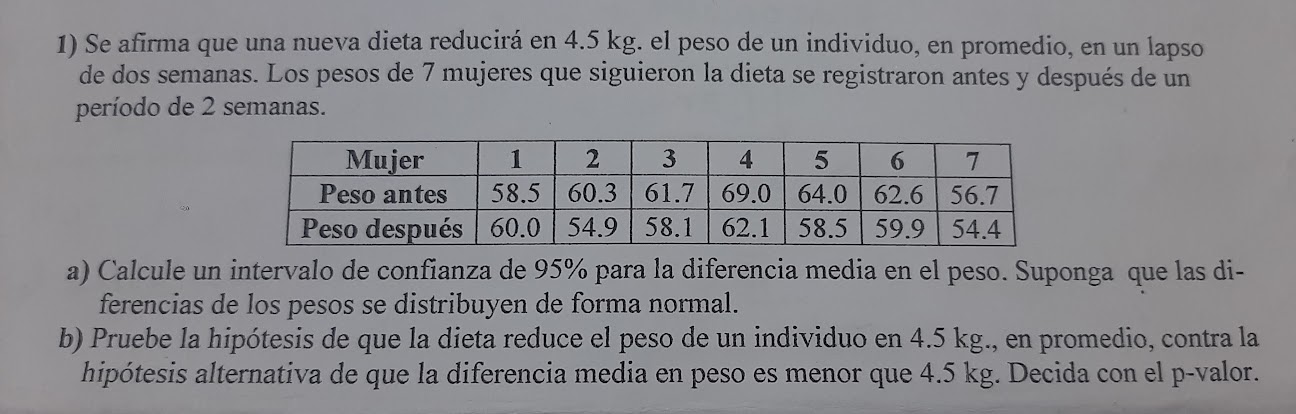 1) Se afirma que una nueva dieta reducirá en 4.5 kg. el peso de un individuo, en promedio, en un lapso
de dos semanas. Los pesos de 7 mujeres que siguieron la dieta se registraron antes y después de un
período de 2 semanas.
Mujer 1 2 3 4 5 6 7
Peso antes 58.5 60.3 61.7 69.0 64.0 62.6 56.7
Peso después 60.0 54.9 58.1 62.1 58.5 59.9 54.4
a) Calcule un intervalo de confianza de 95% para la diferencia media en el peso. Suponga que las di-
ferencias de los pesos se distribuyen de forma normal.
b) Pruebe la hipótesis de que la dieta reduce el peso de un individuo en 4.5 kg., en promedio, contra la
hipótesis alternativa de que la diferencia media en peso es menor que 4.5 kg. Decida con el p-valor.